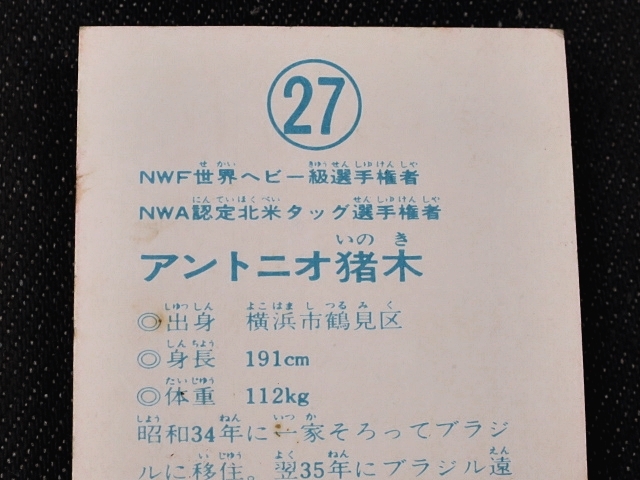 27
NWF世界ヘビー級選手権者
NWA認定北米タッグ選手権者
アントニオ猪木
◎出身 横浜市鶴見区
◎身長 191cm
◎体重 112kg
昭和34年に一家そろってブラジ
ルに移住。翌35年にブラジル遠